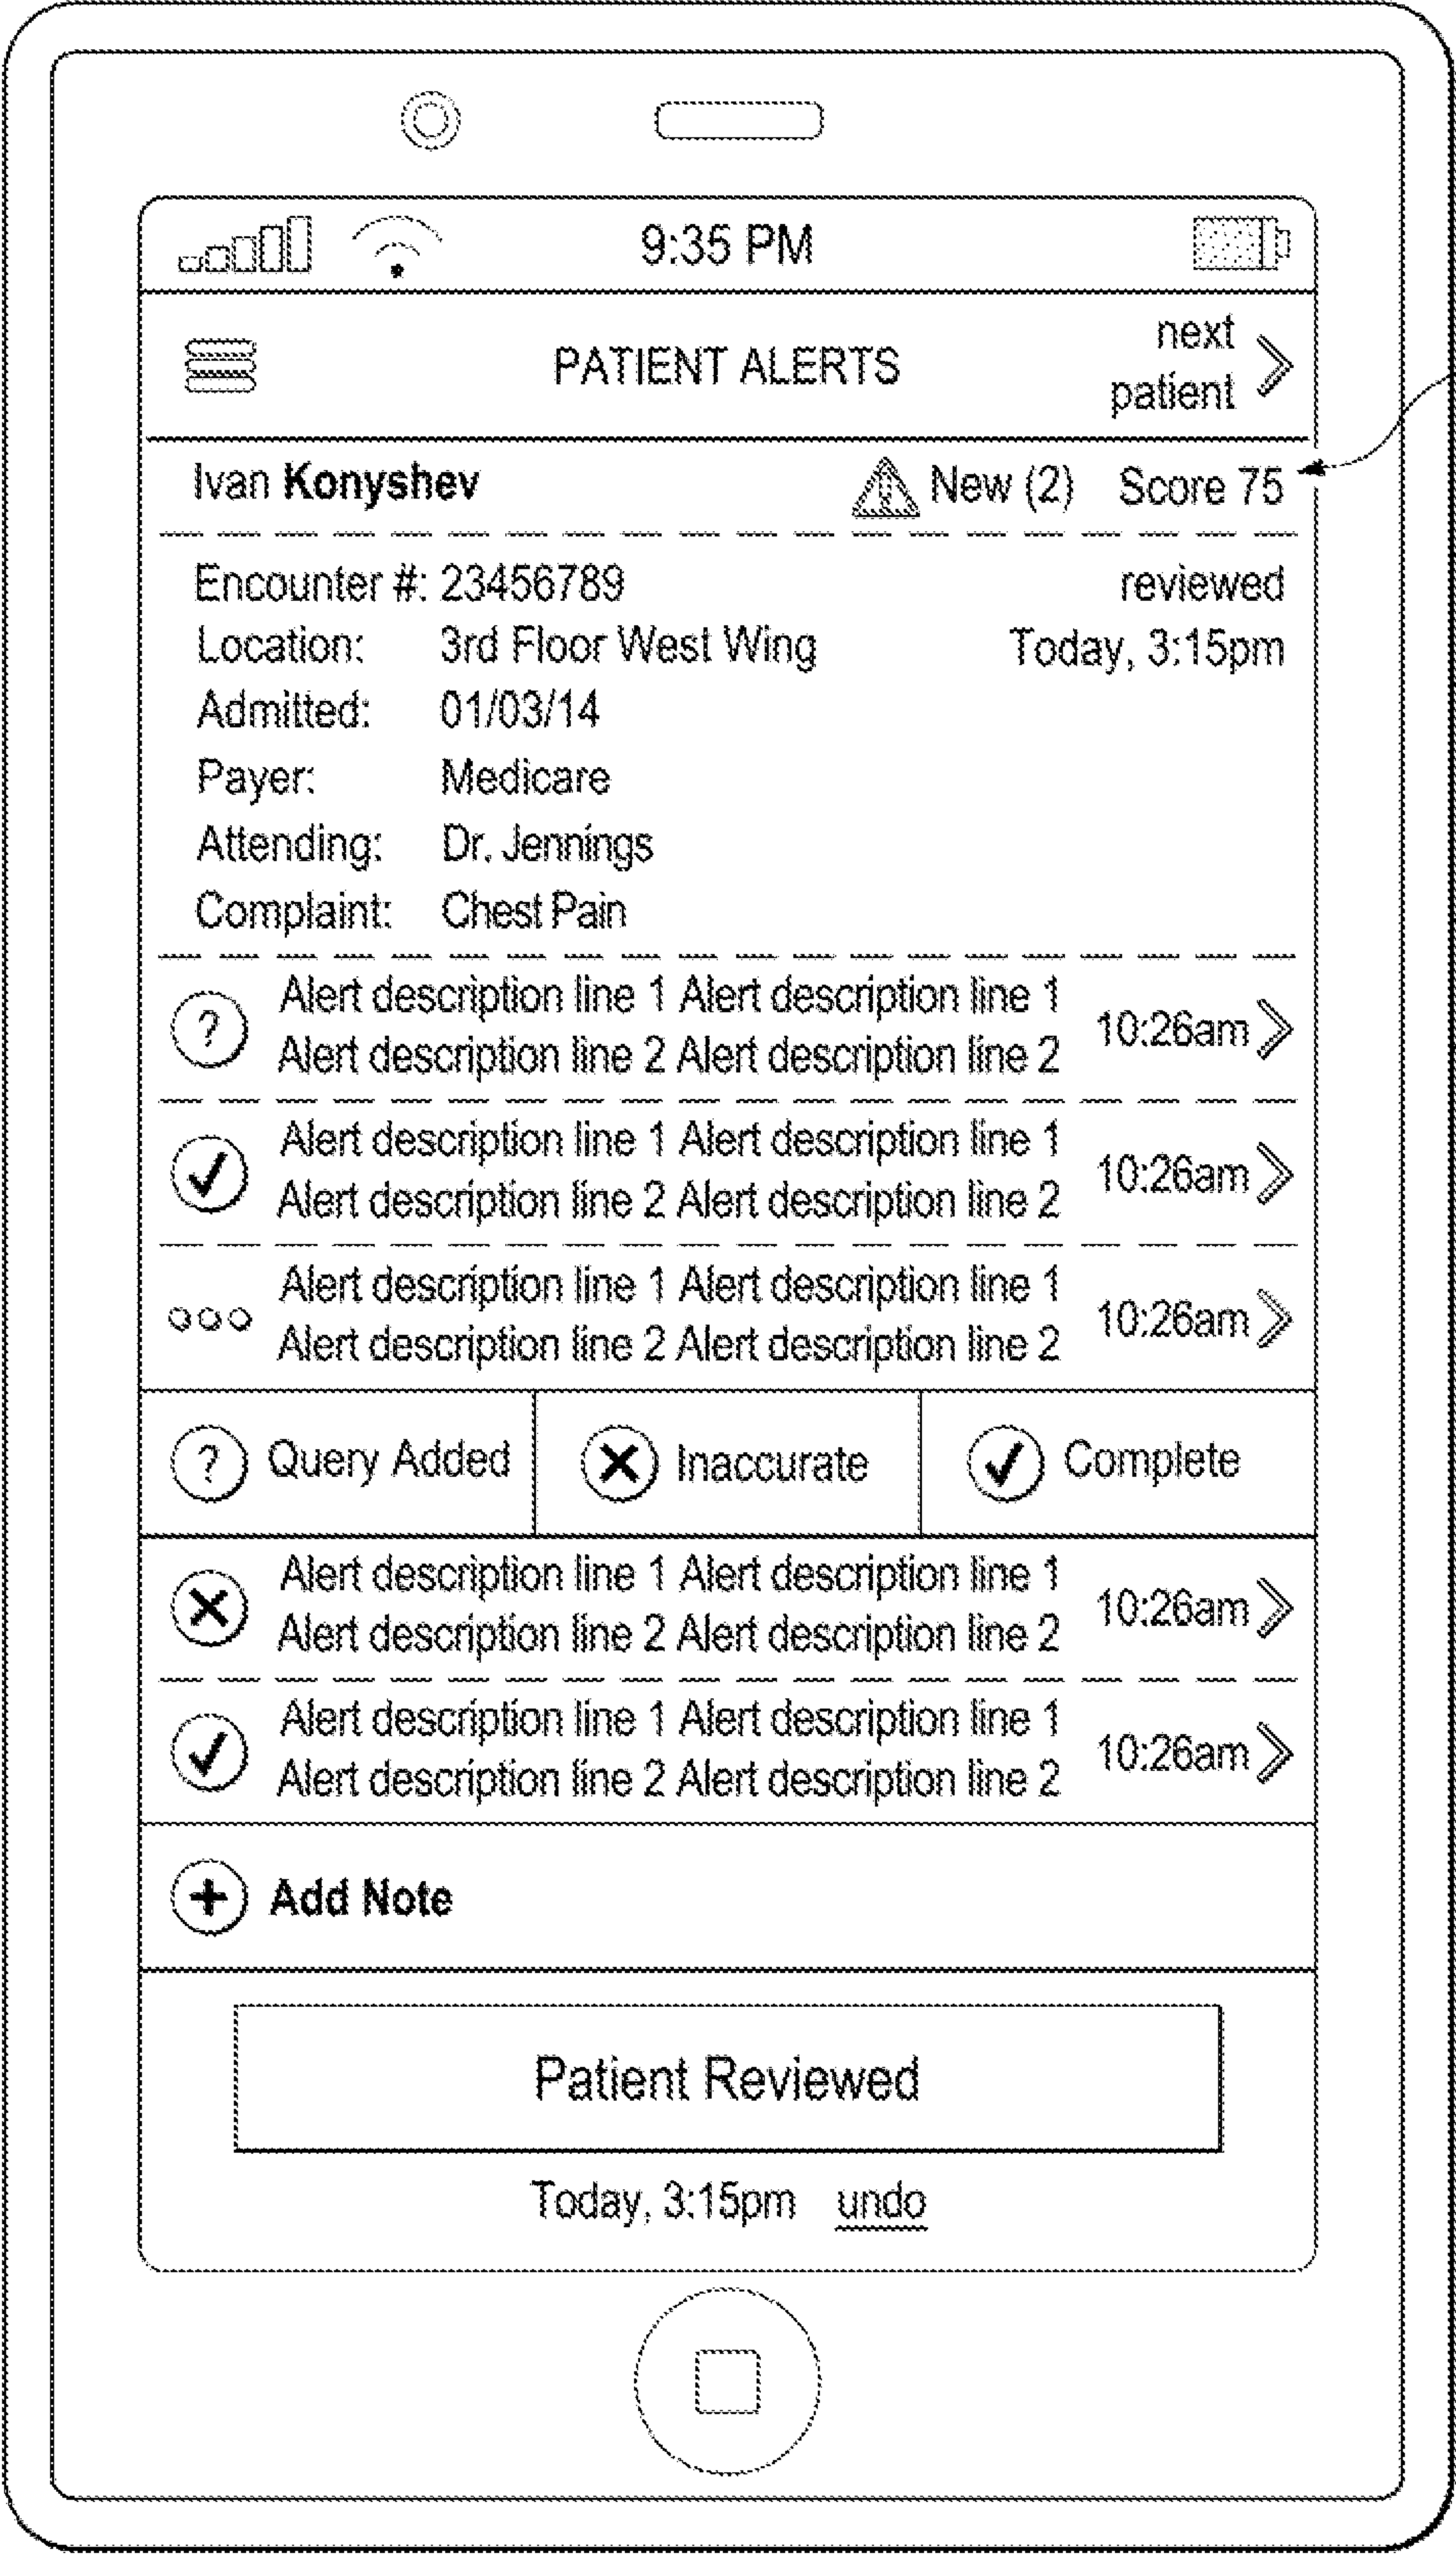 9:35 PM
PATIENT ALERTS
next
patient
Ivan Konyshev New (2) Score 75
Encounter #: 23456789 reviewed
Location: 3rd Floor West Wing Today, 3:15pm
Admitted: 01/03/14
Payer: Medicare
Attending: Dr. Jennings
Complaint: Chest Pain
? Alert description line 1 Alert description line 1
Alert description line 2 Alert description line 2
10:26am
Alert description line 1 Alert description line 1
Alert description line 2 Alert description line 2
10:26am
Alert description line 1 Alert description line 1
Alert description line 2 Alert description line 2
10:26am
? Query Added Inaccurate Complete
Alert description line 1 Alert description line 1
Alert description line 2 Alert description line 2
10:26am
Alert description line 1 Alert description line 1
Alert description line 2 Alert description line 2
10:26am
+ Add Note
Patient Reviewed
Today, 3:15pm undo